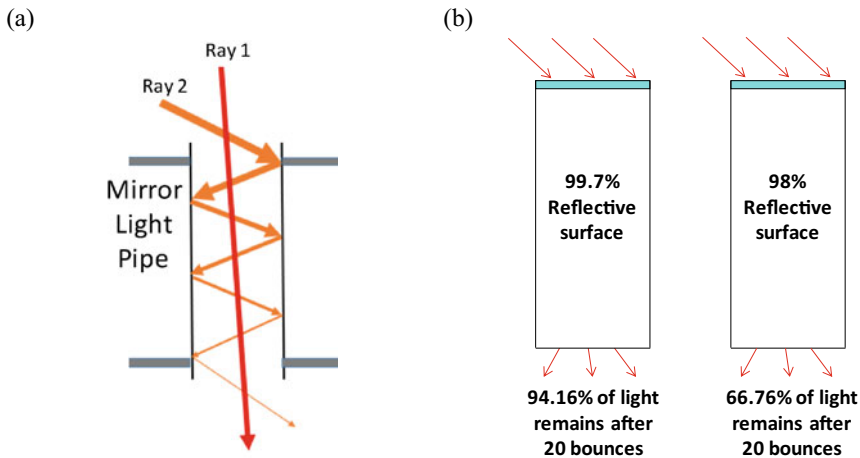 (a)
Ray 1
Ray 2
Mirror
Light
Pipe
(b)
99.7%
Reflective
surface
94.16% of light
remains after
20 bounces
98%
Reflective
surface
66.76% of light
remains after
20 bounces